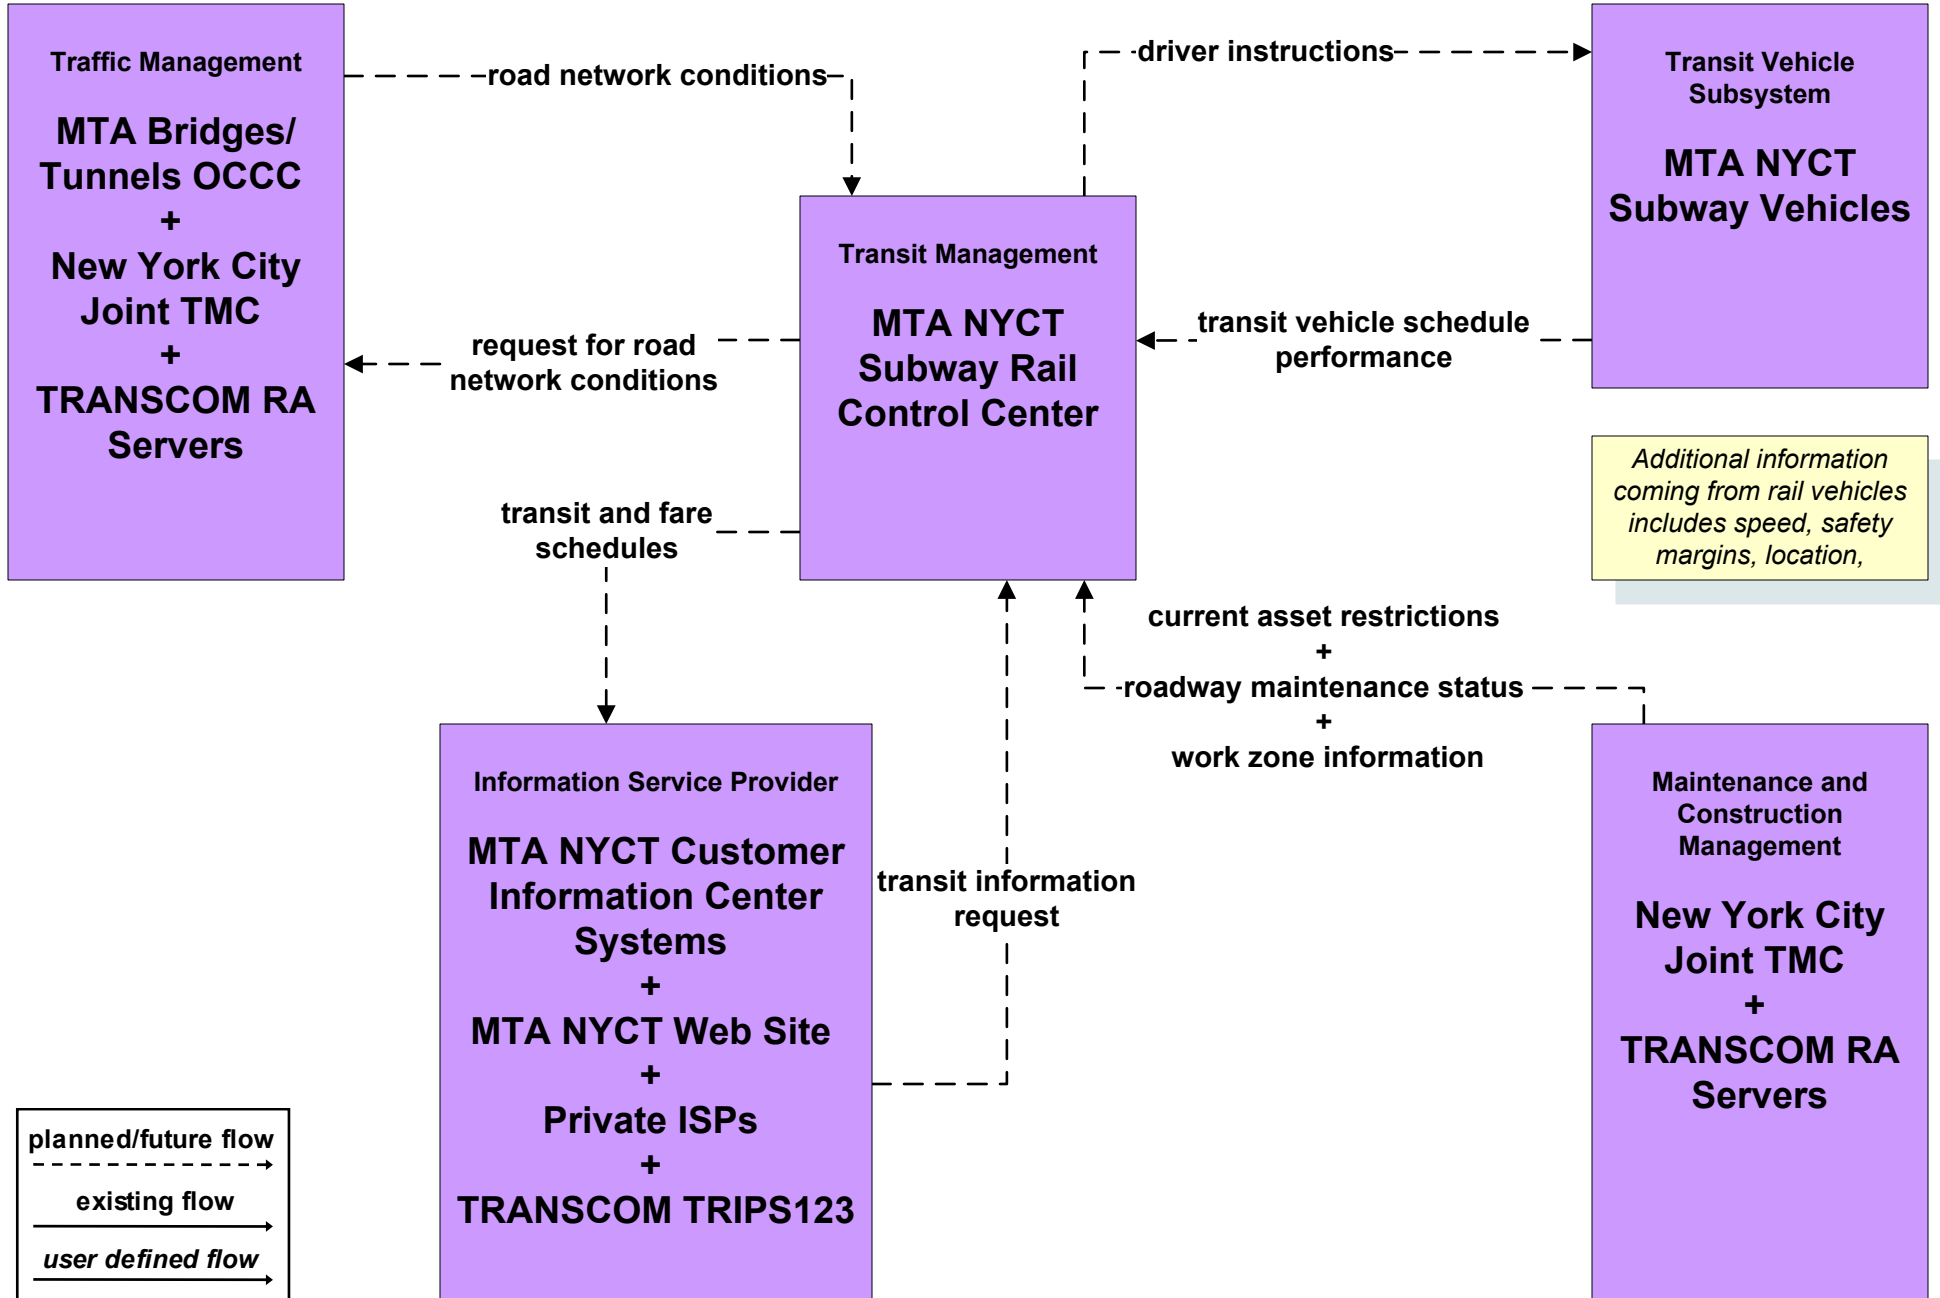 Traffic Management
MTA Bridges/
Tunnels OCCC
+
New York City
Joint TMC
+
TRANSCOM RA
Servers
road network conditions
driver instructions
Transit Vehicle
Subsystem
MTA NYCT
Subway Vehicles
Transit Management
MTA NYCT
Subway Rail
Control Center
request for road
network conditions
transit vehicle schedule
performance
Additional information
coming from rail vehicles
includes speed, safety
margins, location,
transit and fare
schedules
current asset restrictions
+
roadway maintenance status
+
work zone information
Information Service Provider
MTA NYCT Customer
Information Center
Systems
+
MTA NYCT Web Site
+
Private ISPs
+
TRANSCOM TRIPS123
transit information
request
Maintenance and
Construction
Management
New York City
Joint TMC
+
TRANSCOM RA
Servers
planned/future flow
existing flow
user defined flow